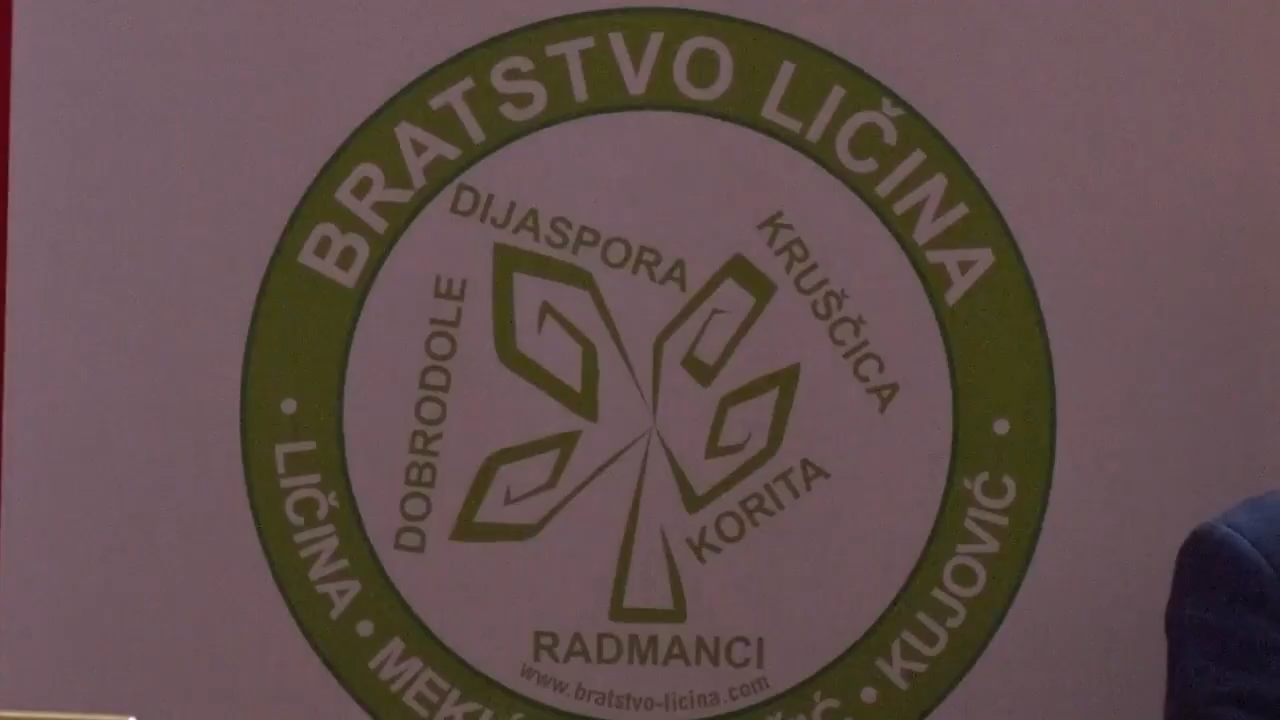 BRATSTVO LIČINA
DIJASPORA
KRUŠČICA
DOBRODOLE
KORITA
RADMANCI
www.bratstvo-licina.com
• LIČINA •
• KUJOVIĆ •